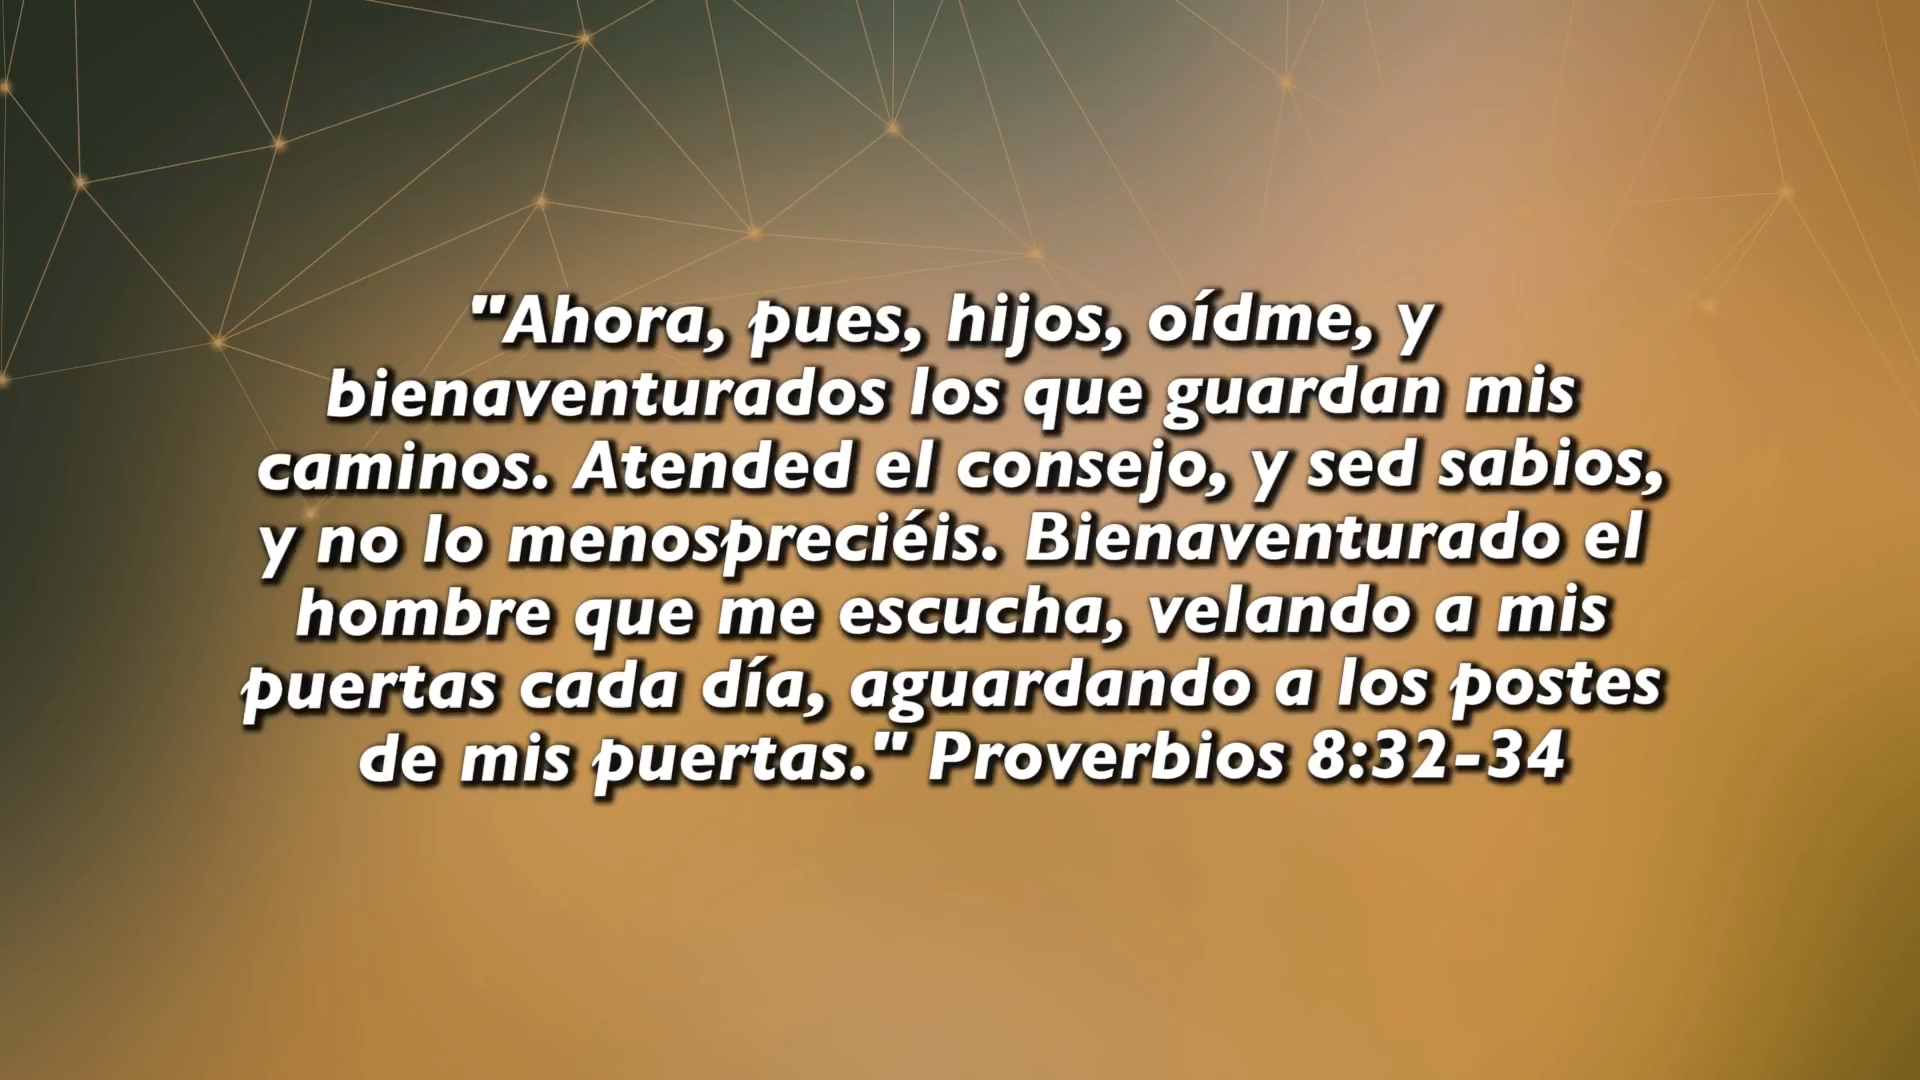 "Ahora, pues, hijos, oídme, y
bienaventurados los que guardan mis
caminos. Atended el consejo, y sed sabios,
y no lo menospreciéis. Bienaventurado el
hombre que me escucha, velando a mis
puertas cada día, aguardando a los postes
de mis puertas." Proverbios 8:32-34